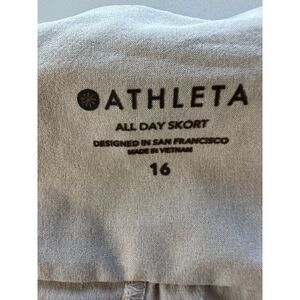 ATHLETA
ALL DAY SKORT
DESIGNED IN SAN FRANCISCO
MADE IN VIETNAM
16